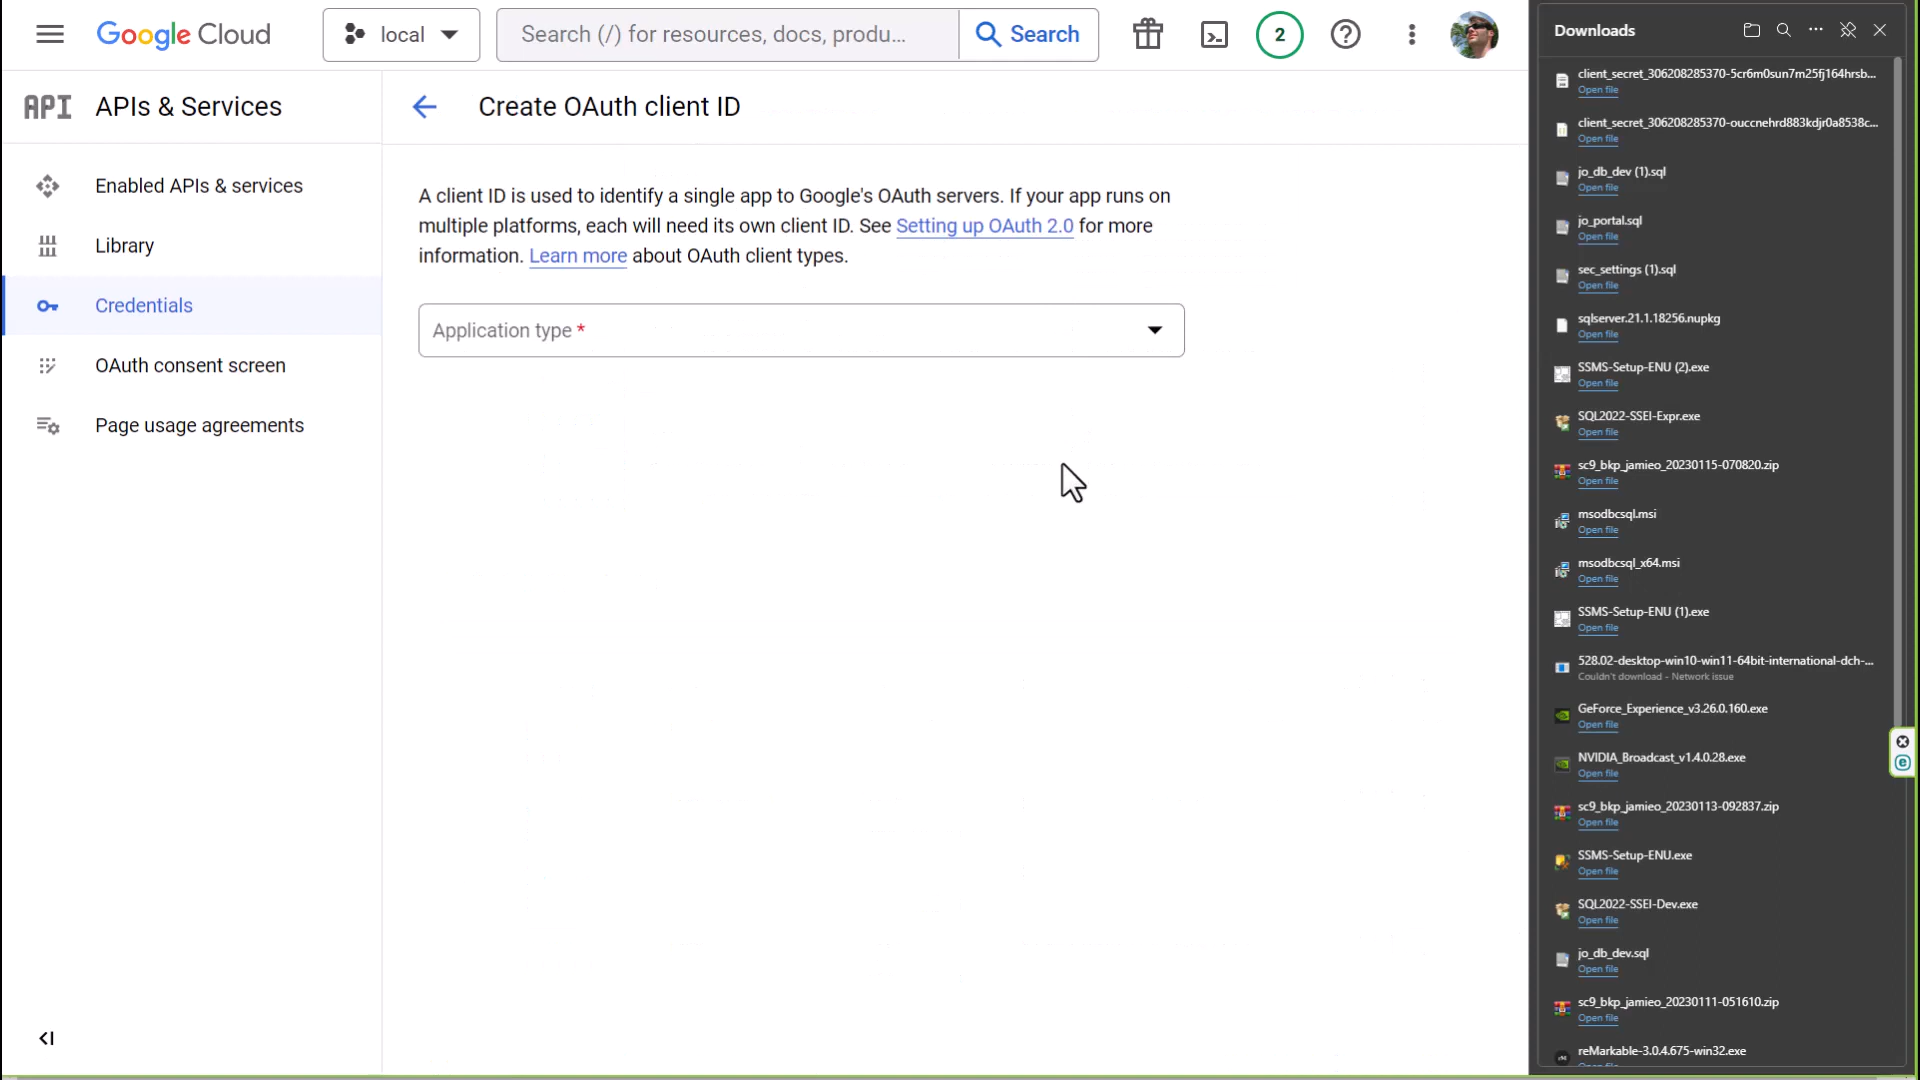 Google Cloud
local
Search (/) for resources, docs, produ...
Search
2
API
APIs & Services
Enabled APIs & services
Library
Credentials
OAuth consent screen
Page usage agreements
Create OAuth client ID
A client ID is used to identify a single app to Google's OAuth servers. If your app runs on
multiple platforms, each will need its own client ID. See Setting up OAuth 2.0 for more
information. Learn more about OAuth client types.
Application type *
Downloads
client_secret_306208285370-5cr6m0sun7m25fj164hrsb...
Open file
client_secret_306208285370-ouccnehrd883kdjr0a8538c...
Open file
jo_db_dev (1).sql
Open file
jo_portal.sql
Open file
sec_settings (1).sql
Open file
sqlserver.21.1.18256.nupkg
Open file
SSMS-Setup-ENU (2).exe
Open file
SQL2022-SSEI-Expr.exe
Open file
sc9_bkp_jamieo_20230115-070820.zip
Open file
msodbcsql.msi
Open file
msodbcsql_x64.msi
Open file
SSMS-Setup-ENU (1).exe
Open file
528.02-desktop-win10-win11-64bit-international-dch-...
Couldn't download - Network issue
GeForce_Experience_v3.26.0.160.exe
Open file
NVIDIA_Broadcast_v1.4.0.28.exe
Open file
sc9_bkp_jamieo_20230113-092837.zip
Open file
SSMS-Setup-ENU.exe
Open file
SQL2022-SSEI-Dev.exe
Open file
jo_db_dev.sql
Open file
sc9_bkp_jamieo_20230111-051610.zip
Open file
reMarkable-3.0.4.675-win32.exe